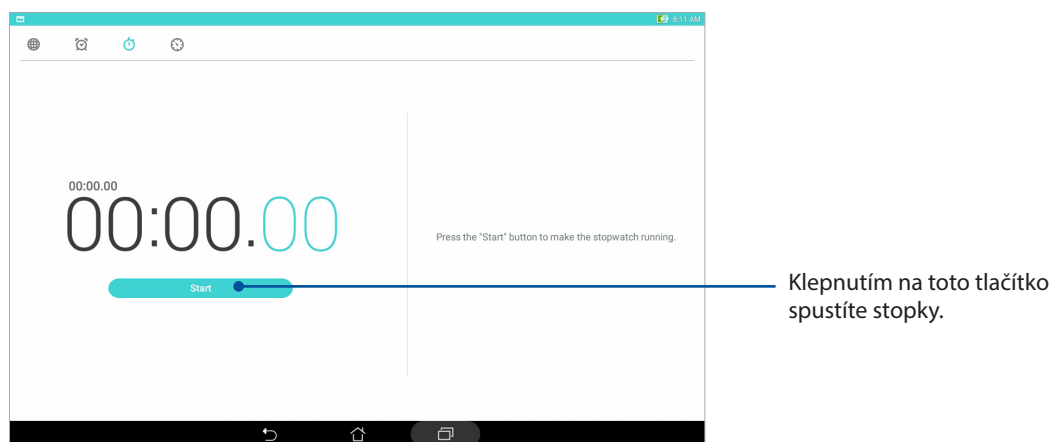 6:11 AM
00:00.00
00:00.00
Start
Press the "Start" button to make the stopwatch running.
Klepnutím na toto tlačítko
spustíte stopky.